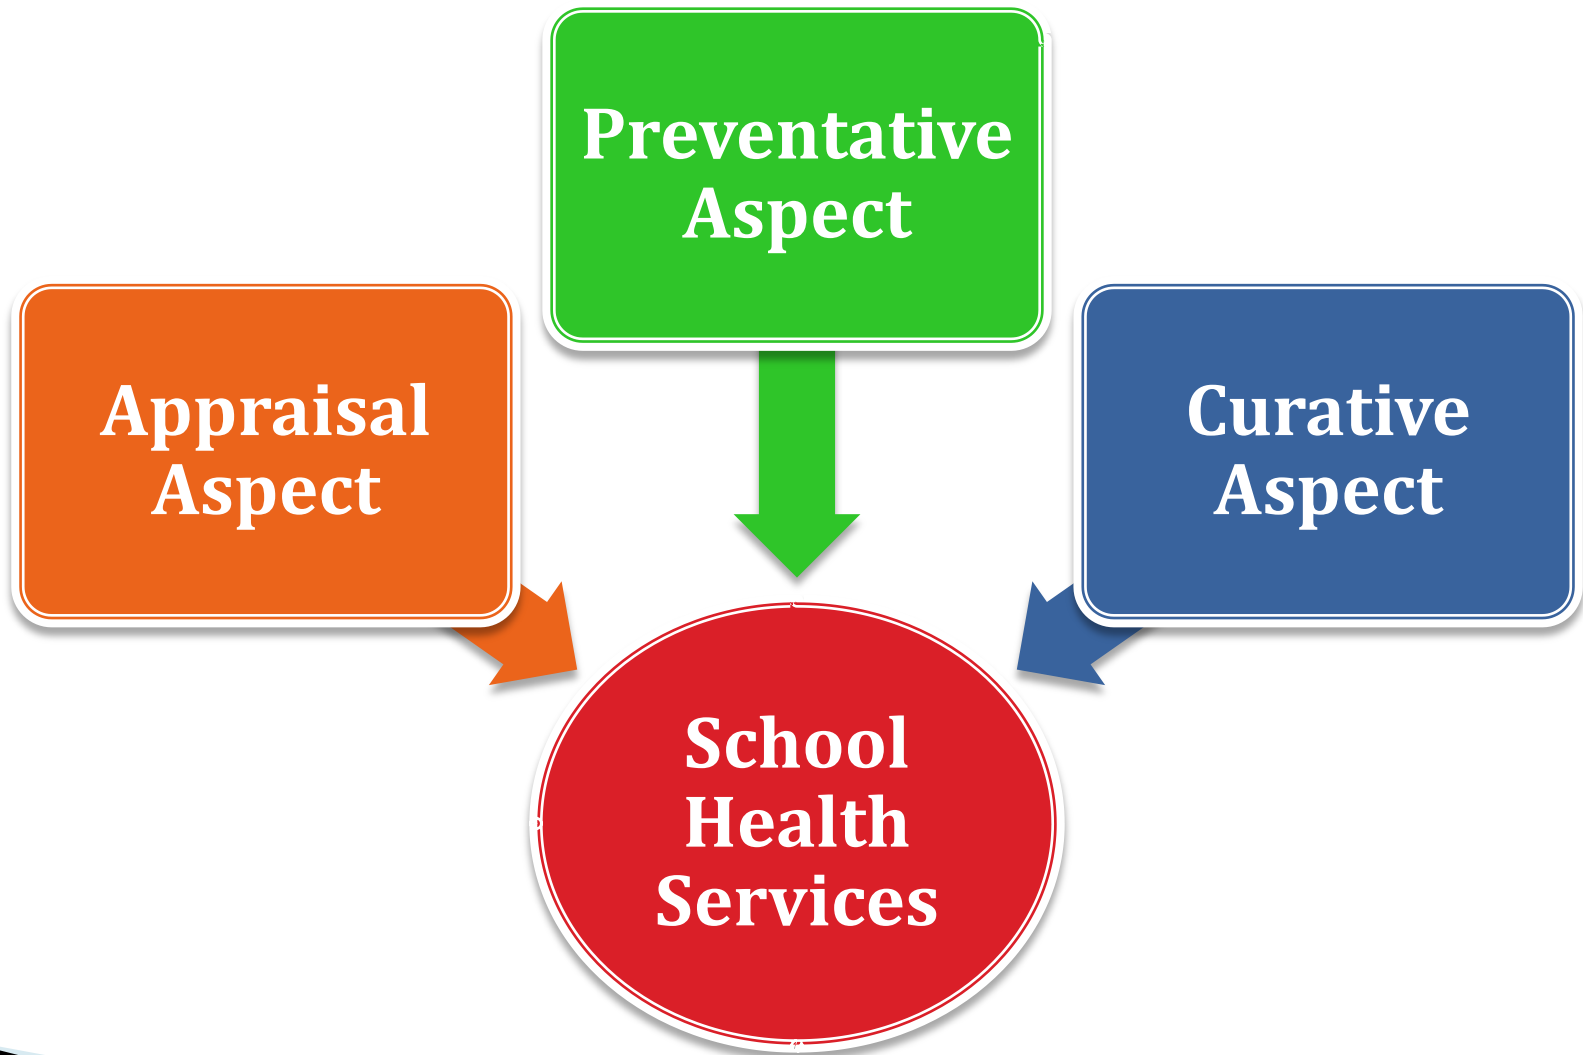 Preventative
Aspect
Appraisal
Aspect
Curative
Aspect
School
Health
Services